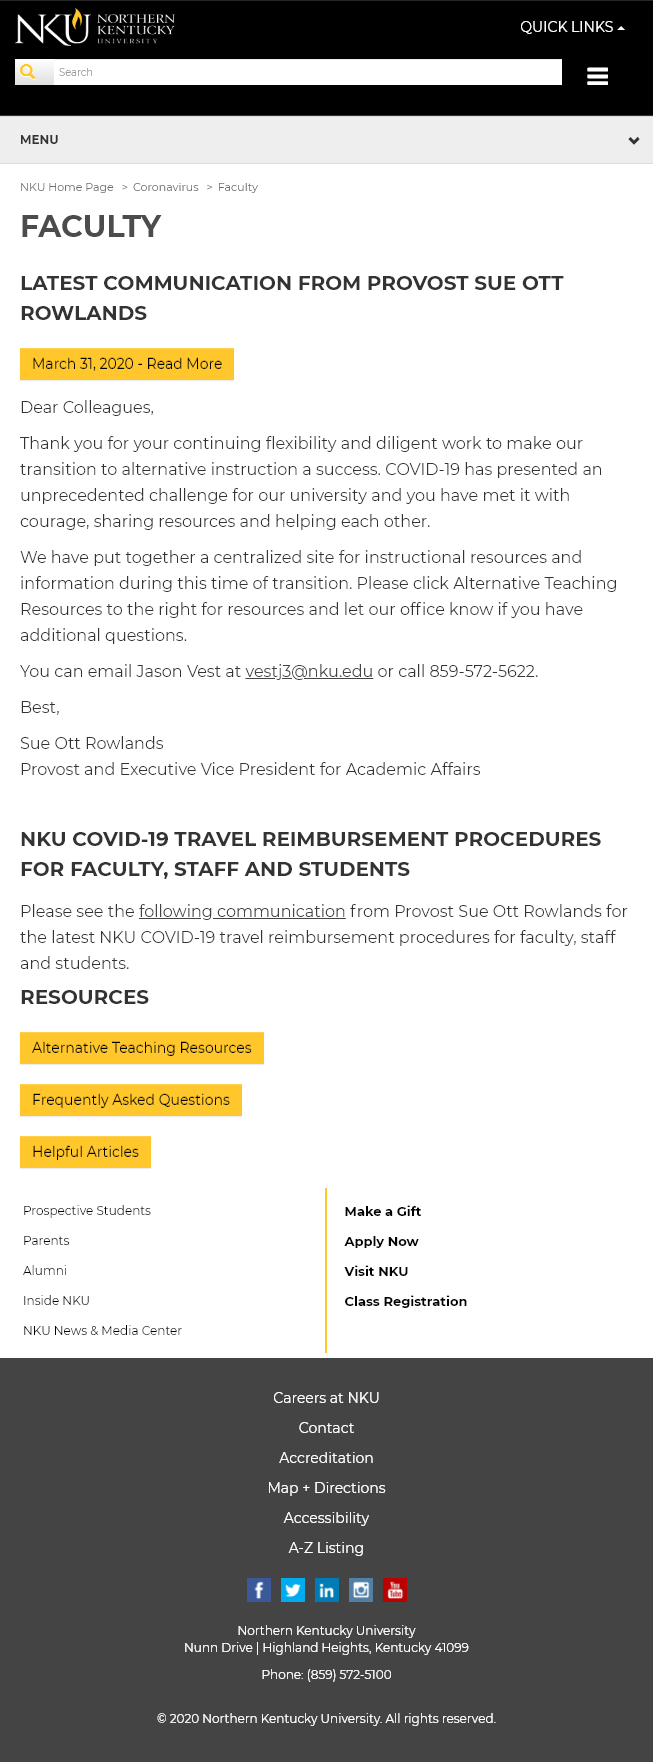 NKU NORTHERN
KENTUCKY
UNIVERSITY
QUICK LINKS
Search
MENU
NKU Home Page > Coronavirus > Faculty
FACULTY
LATEST COMMUNICATION FROM PROVOST SUE OTT
ROWLANDS
March 31, 2020 - Read More
Dear Colleagues,
Thank you for your continuing flexibility and diligent work to make our
transition to alternative instruction a success. COVID-19 has presented an
unprecedented challenge for our university and you have met it with
courage, sharing resources and helping each other.
We have put together a centralized site for instructional resources and
information during this time of transition. Please click Alternative Teaching
Resources to the right for resources and let our office know if you have
additional questions.
You can email Jason Vest at vestj3@nku.edu or call 859-572-5622.
Best,
Sue Ott Rowlands
Provost and Executive Vice President for Academic Affairs
NKU COVID-19 TRAVEL REIMBURSEMENT PROCEDURES
FOR FACULTY, STAFF AND STUDENTS
Please see the following communication from Provost Sue Ott Rowlands for
the latest NKU COVID-19 travel reimbursement procedures for faculty, staff
and students.
RESOURCES
Alternative Teaching Resources
Frequently Asked Questions
Helpful Articles
Prospective Students
Parents
Alumni
Inside NKU
NKU News & Media Center
Make a Gift
Apply Now
Visit NKU
Class Registration
Careers at NKU
Contact
Accreditation
Map + Directions
Accessibility
A-Z Listing
f in You Tube
Northern Kentucky University
Nunn Drive | Highland Heights, Kentucky 41099
Phone: (859) 572-5100
© 2020 Northern Kentucky University. All rights reserved.